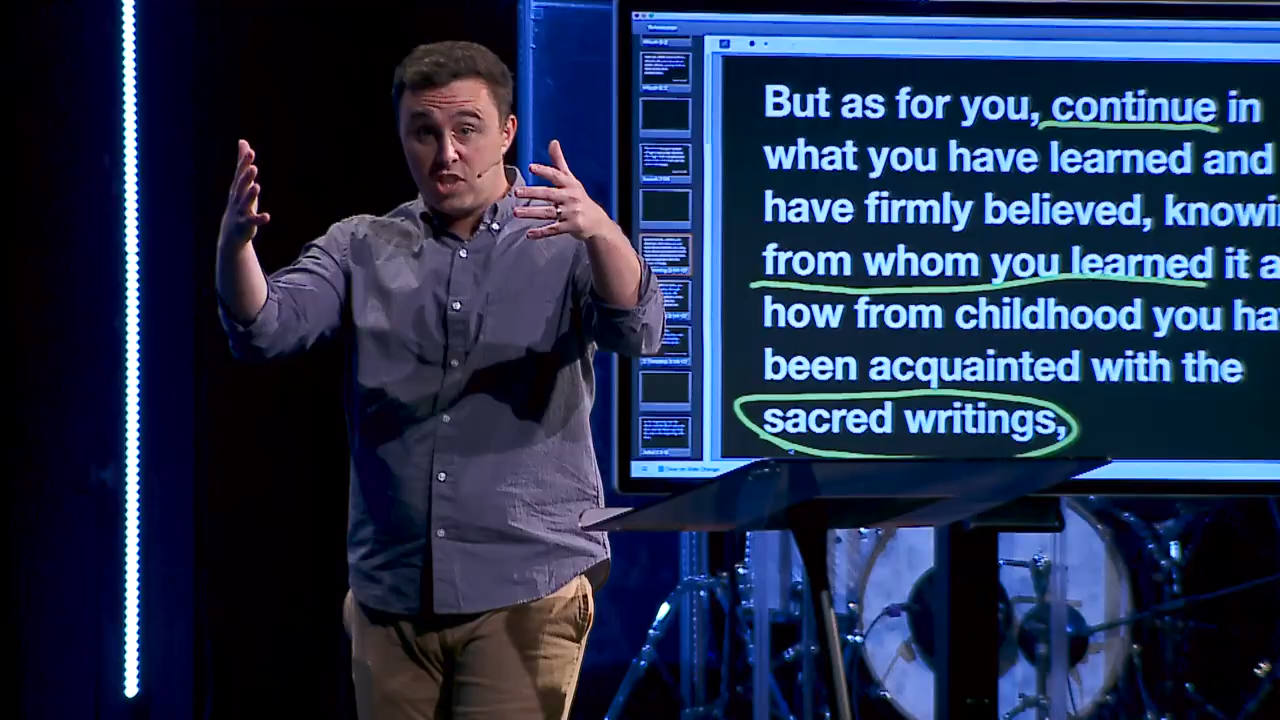 But as for you, continue in
what you have learned and
have firmly believed, knowi
from whom you learned it a
how from childhood you ha
been acquainted with the
sacred writings,